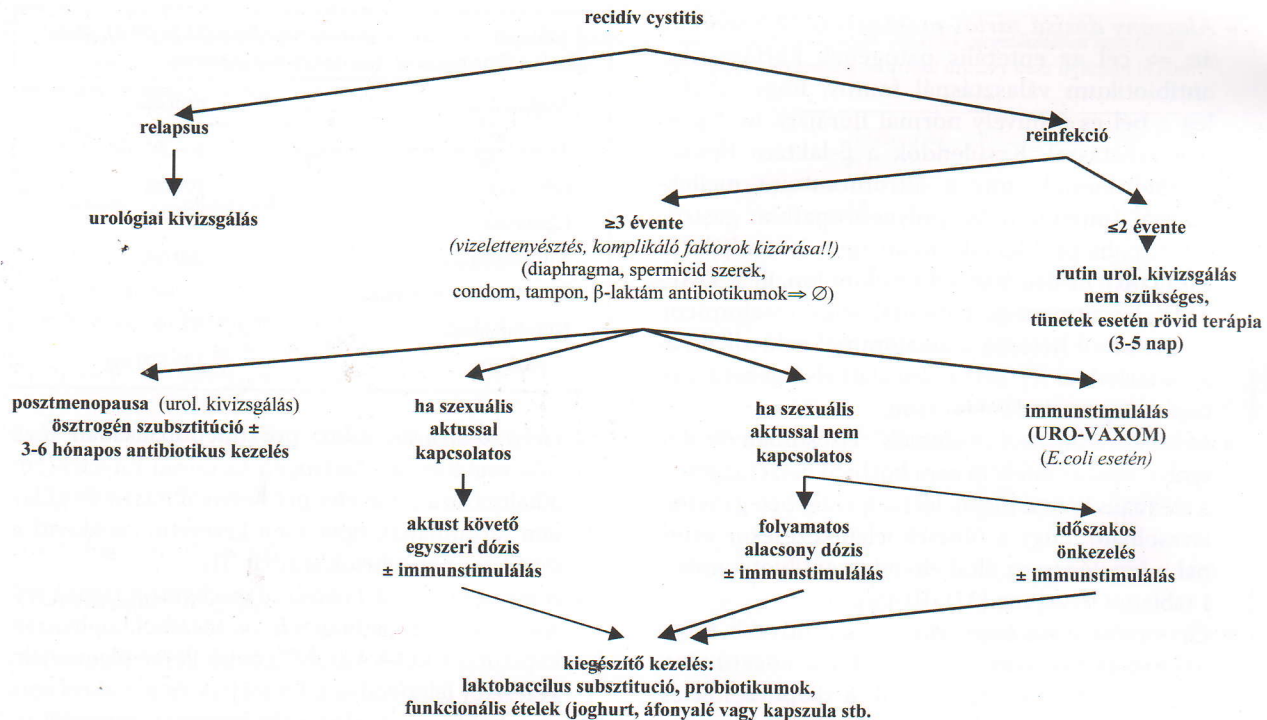 recidív cystitis
relapsus
reinfekció
urológiai kivizsgálás
≥3 évente
(vizelettenyésztés, komplikáló faktorok kizárása!!)
(diaphragma, spermicid szerek,
condom, tampon, β-laktám antibiotikumok⇒ ∅)
≤2 évente
rutin urol. kivizsgálás
nem szükséges,
tünetek esetén rövid terápia
(3-5 nap)
posztmenopausa (urol. kivizsgálás)
ösztrogén szubsztitúció ±
3-6 hónapos antibiotikus kezelés
ha szexuális
aktussal
kapcsolatos
ha szexuális
aktussal nem
kapcsolatos
immunstimulálás
(URO-VAXOM)
(E.coli esetén)
aktust követő
egyszeri dózis
± immunstimulálás
folyamatos
alacsony dózis
± immunstimulálás
időszakos
önkezelés
± immunstimulálás
kiegészítő kezelés:
laktobaccilus subsztitució, probiotikumok,
funkcionális ételek (joghurt, áfonyalé vagy kapszula stb.